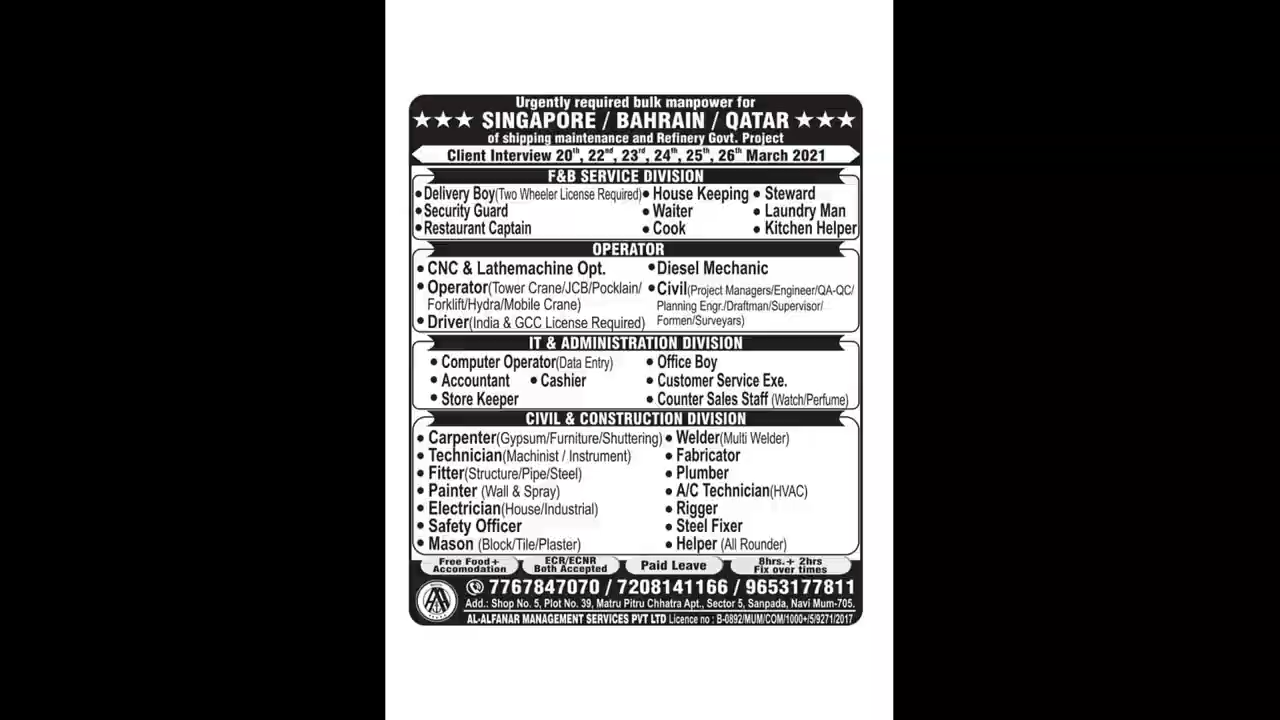 Urgently required bulk manpower for
★★★ SINGAPORE / BAHRAIN / QATAR ★★★
of shipping maintenance and Refinery Govt. Project
Client Interview 20th, 22nd, 23rd, 24th, 25th, 26th March 2021
F&B SERVICE DIVISION
• Delivery Boy(Two Wheeler License Required) • House Keeping • Steward
• Security Guard • Waiter • Laundry Man
• Restaurant Captain • Cook • Kitchen Helper
OPERATOR
• CNC & Lathemachine Opt.
• Operator(Tower Crane/JCB/Pocklain/
Forklift/Hydra/Mobile Crane)
• Driver(India & GCC License Required)
• Diesel Mechanic
• Civil(Project Managers/Engineer/QA-QC/
Planning Engr./Draftman/Supervisor/
Formen/Surveyars)
IT & ADMINISTRATION DIVISION
• Computer Operator(Data Entry) • Office Boy
• Accountant • Cashier • Customer Service Exe.
• Store Keeper • Counter Sales Staff (Watch/Perfume)
CIVIL & CONSTRUCTION DIVISION
• Carpenter(Gypsum/Furniture/Shuttering) • Welder(Multi Welder)
• Technician(Machinist / Instrument) • Fabricator
• Fitter(Structure/Pipe/Steel) • Plumber
• Painter (Wall & Spray) • A/C Technician(HVAC)
• Electrician(House/Industrial) • Rigger
• Safety Officer • Steel Fixer
• Mason (Block/Tile/Plaster) • Helper (All Rounder)
Free Food+
Accomodation
ECR/ECNR
Both Accepted
Paid Leave
8hrs.+ 2hrs
Fix over times
7767847070 / 7208141166 / 9653177811
Add.: Shop No. 5, Plot No. 39, Matru Pitru Chhatra Apt., Sector 5, Sanpada, Navi Mum-705.
AL-ALFANAR MANAGEMENT SERVICES PVT LTD Licence no : B-0892/MUM/COM/1000+/5/9271/2017